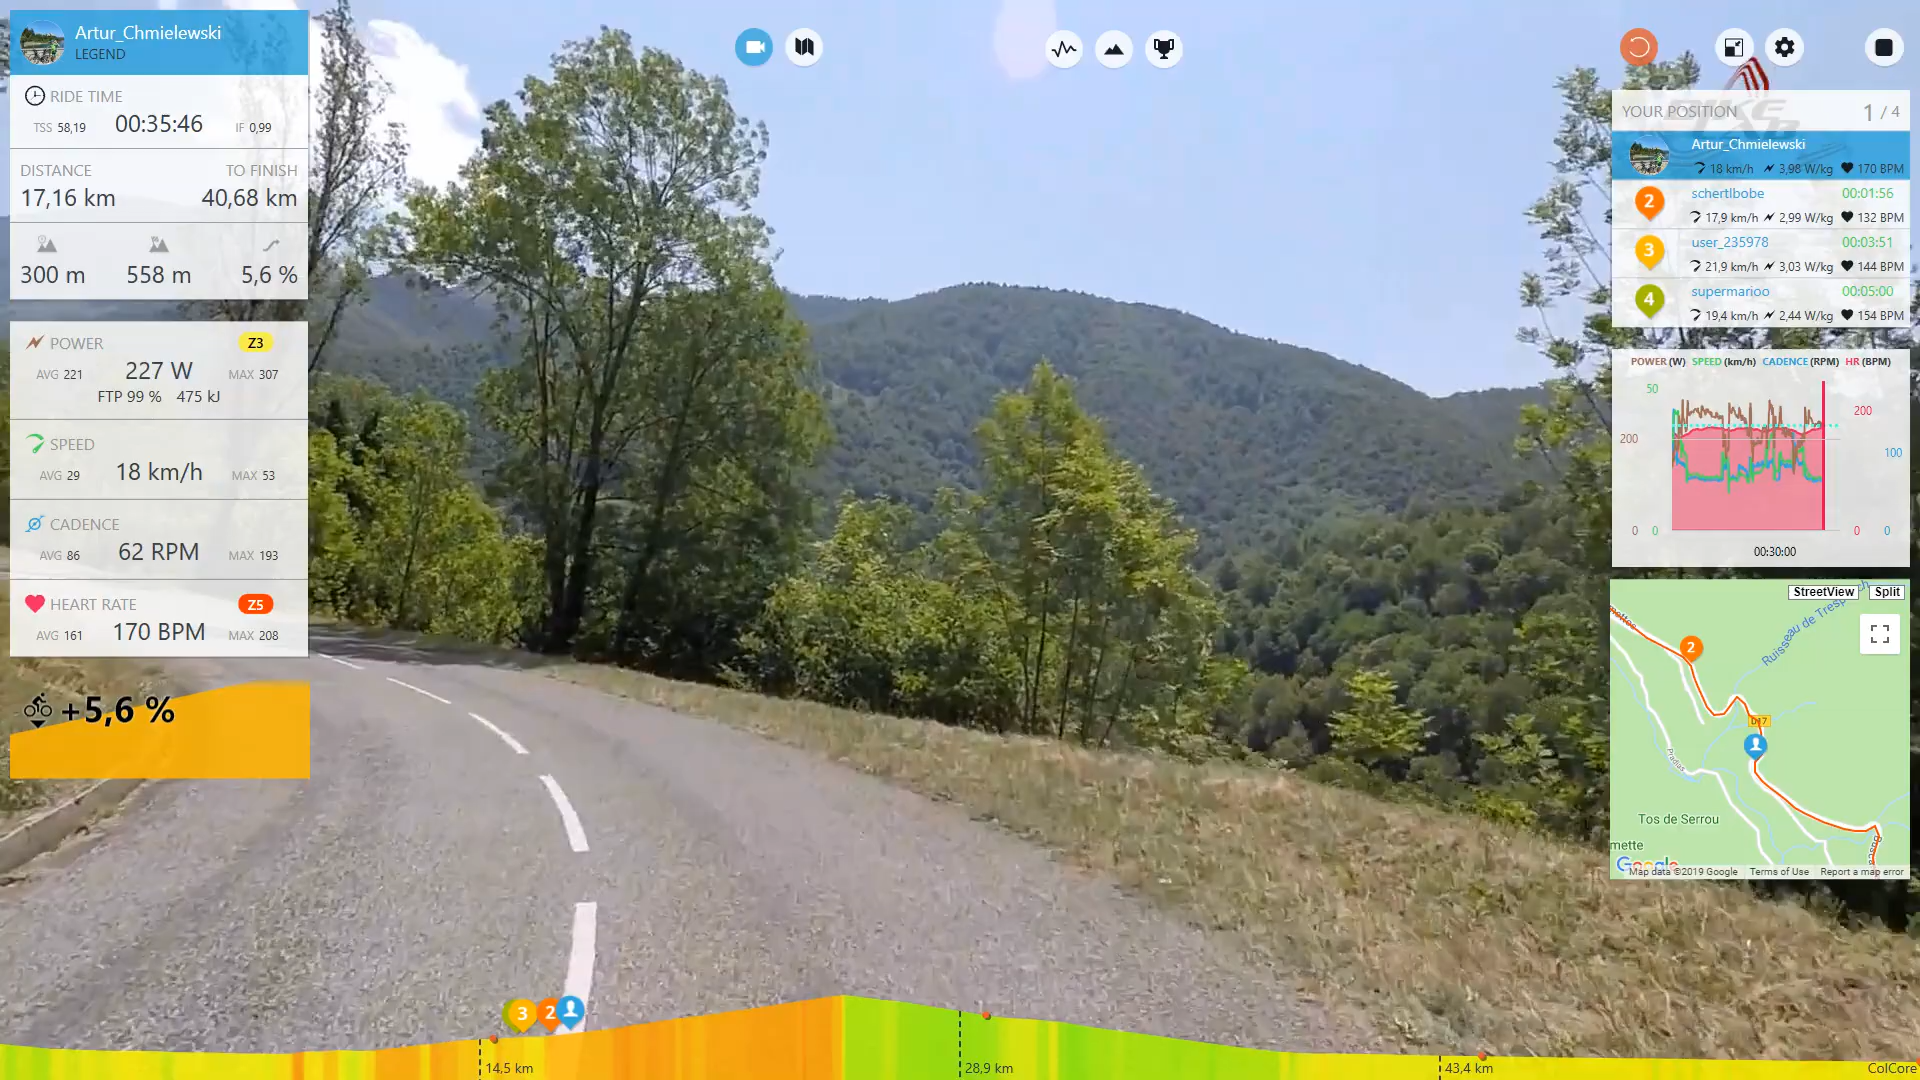 Artur_Chmielewski
LEGEND
RIDE TIME
TSS 58,19 00:35:46 IF 0,99
DISTANCE TO FINISH
17,16 km 40,68 km
300 m 558 m 5,6 %
POWER Z3
AVG 221 227 W MAX 307
FTP 99 % 475 kJ
SPEED
AVG 29 18 km/h MAX 53
CADENCE
AVG 86 62 RPM MAX 193
HEART RATE Z5
AVG 161 170 BPM MAX 208
+5,6 %
YOUR POSITION 1 / 4
Artur_Chmielewski
18 km/h 3,98 W/kg 170 BPM
2 schertlbobe 00:01:56
17,9 km/h 2,99 W/kg 132 BPM
3 user_235978 00:03:51
21,9 km/h 3,03 W/kg 144 BPM
4 supermarioo 00:05:00
19,4 km/h 2,44 W/kg 154 BPM
POWER (W) SPEED (km/h) CADENCE (RPM) HR (BPM)
50
200
200
100
0 0 0 0
00:30:00
StreetView Split
Ruisseau de
2
D17
Tos de Serrou
mette
Google
Map data ©2019 Google Terms of Use Report a map error
3 2
14,5 km 28,9 km 43,4 km ColCore